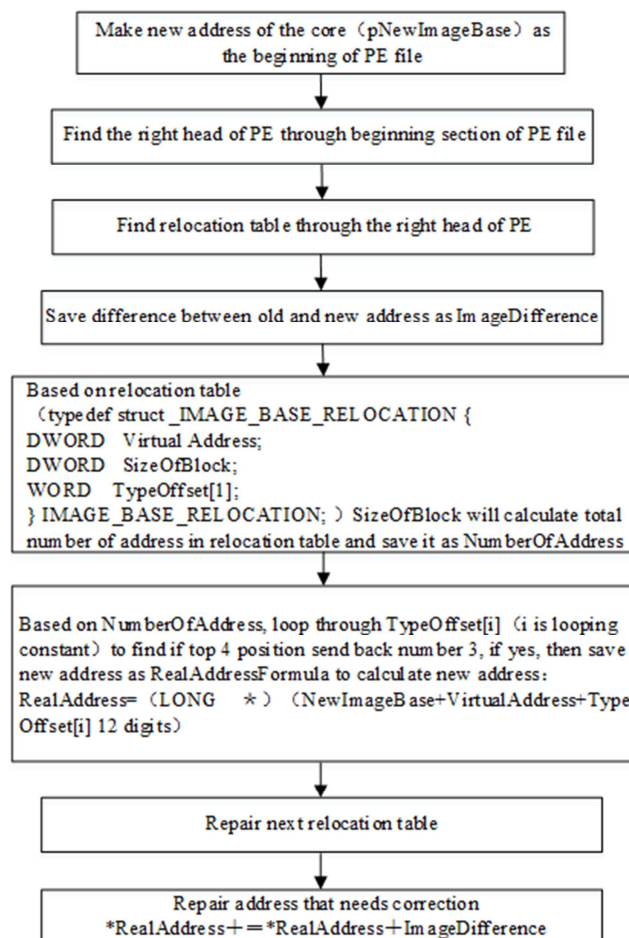 Make new address of the core（pNewImageBase）as
the beginning of PE file
Find the right head of PE through beginning section of PE file
Find relocation table through the right head of PE
Save difference between old and new address as ImageDifference
Based on relocation table
（typedef struct _IMAGE_BASE_RELOCATION {
DWORD Virtual Address;
DWORD SizeOfBlock;
WORD TypeOffset[1];
} IMAGE_BASE_RELOCATION; ）SizeOfBlock will calculate total
number of address in relocation table and save it as NumberOfAddress
Based on NumberOfAddress, loop through TypeOffset[i]（i is looping
constant）to find if top 4 position send back number 3, if yes, then save
new address as RealAddressFormula to calculate new address：
RealAddress=（LONG ＊）（NewImageBase+VirtualAddress+Type
Offset[i] 12 digits）
Repair next relocation table
Repair address that needs correction
*RealAddress＋＝*RealAddress＋ImageDifference